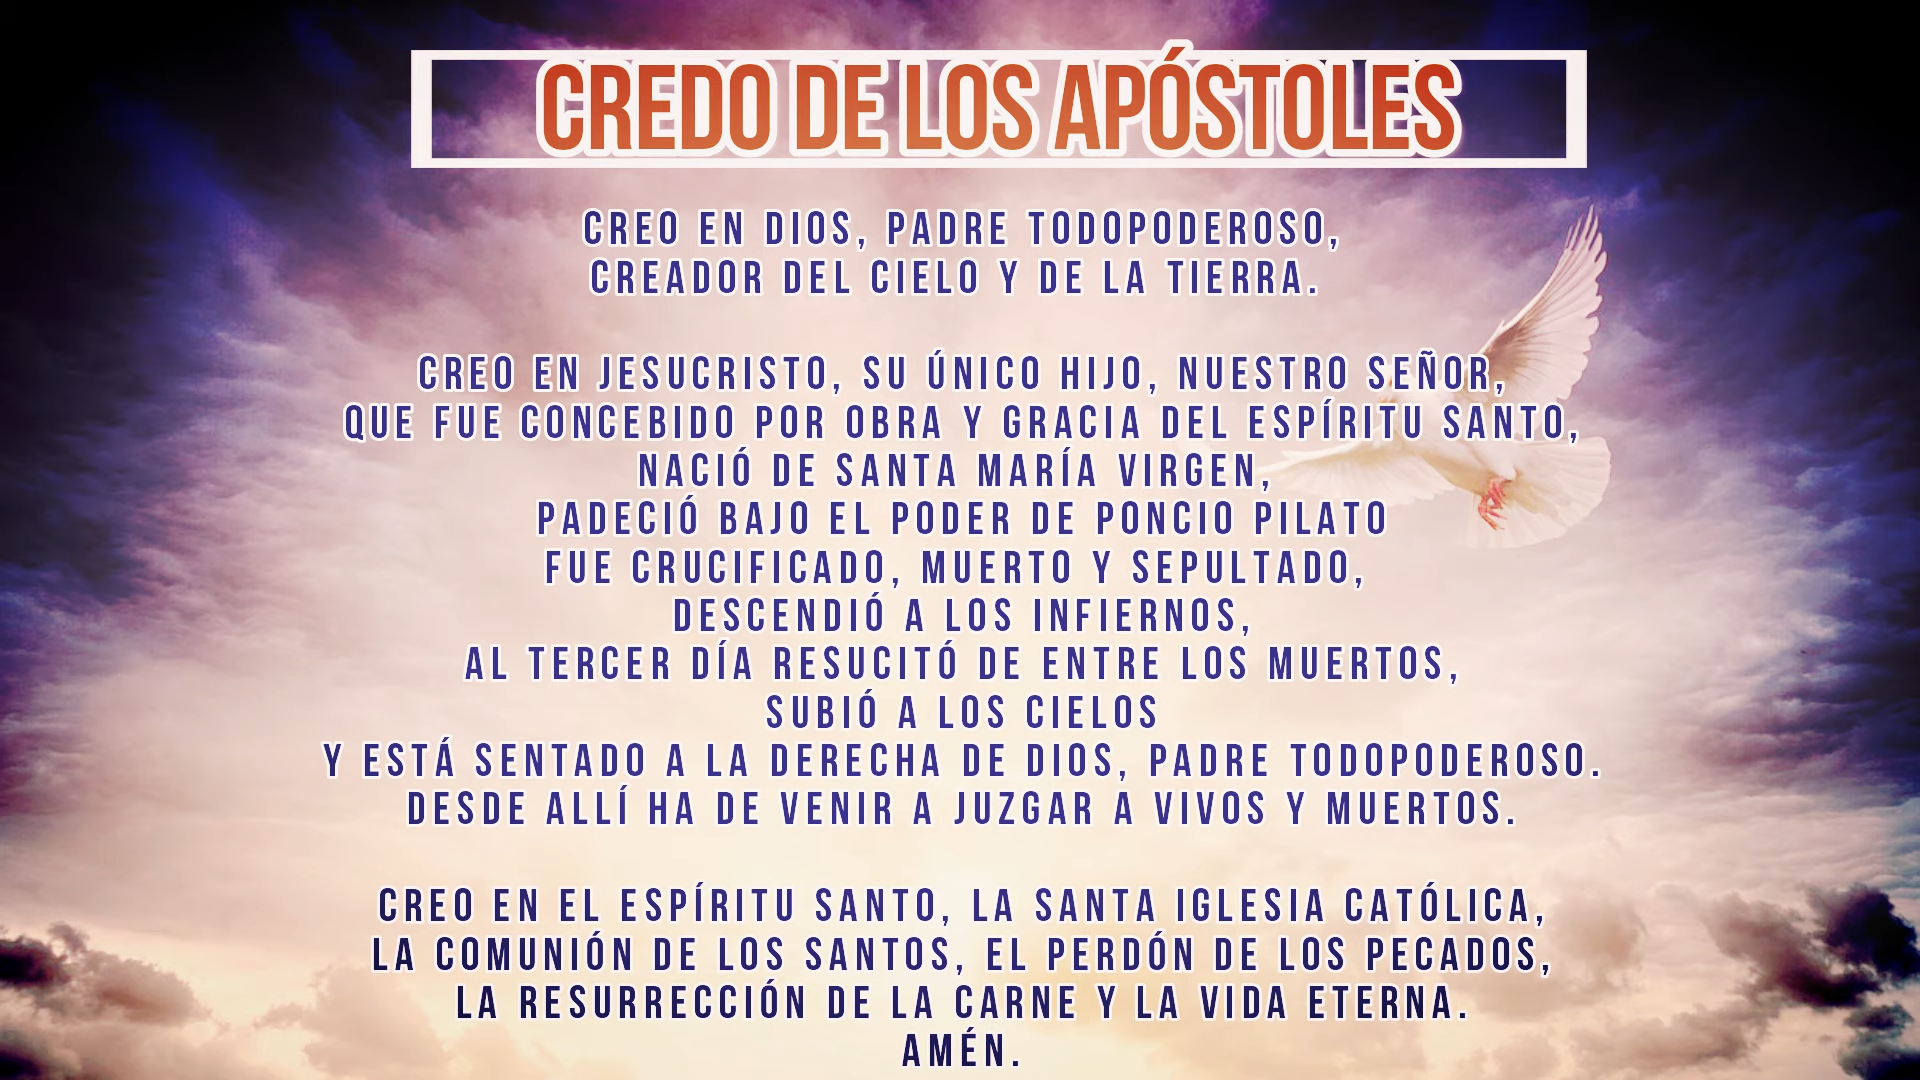 CREDO DE LOS APÓSTOLES
CREO EN DIOS, PADRE TODOPODEROSO,
CREADOR DEL CIELO Y DE LA TIERRA.
CREO EN JESUCRISTO, SU ÚNICO HIJO, NUESTRO SEÑOR,
QUE FUE CONCEBIDO POR OBRA Y GRACIA DEL ESPÍRITU SANTO,
NACIÓ DE SANTA MARÍA VIRGEN,
PADECIÓ BAJO EL PODER DE PONCIO PILATO
FUE CRUCIFICADO, MUERTO Y SEPULTADO,
DESCENDIÓ A LOS INFIERNOS,
AL TERCER DÍA RESUCITÓ DE ENTRE LOS MUERTOS,
SUBIÓ A LOS CIELOS
Y ESTÁ SENTADO A LA DERECHA DE DIOS, PADRE TODOPODEROSO.
DESDE ALLÍ HA DE VENIR A JUZGAR A VIVOS Y MUERTOS.
CREO EN EL ESPÍRITU SANTO, LA SANTA IGLESIA CATÓLICA,
LA COMUNIÓN DE LOS SANTOS, EL PERDÓN DE LOS PECADOS,
LA RESURRECCIÓN DE LA CARNE Y LA VIDA ETERNA.
AMÉN.